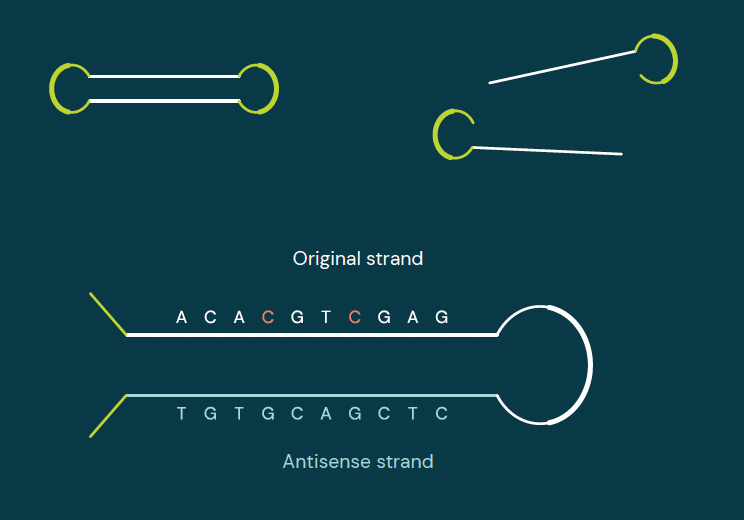 Original strand
A C A C G T C G A G
T G T G C A G C T C
Antisense strand